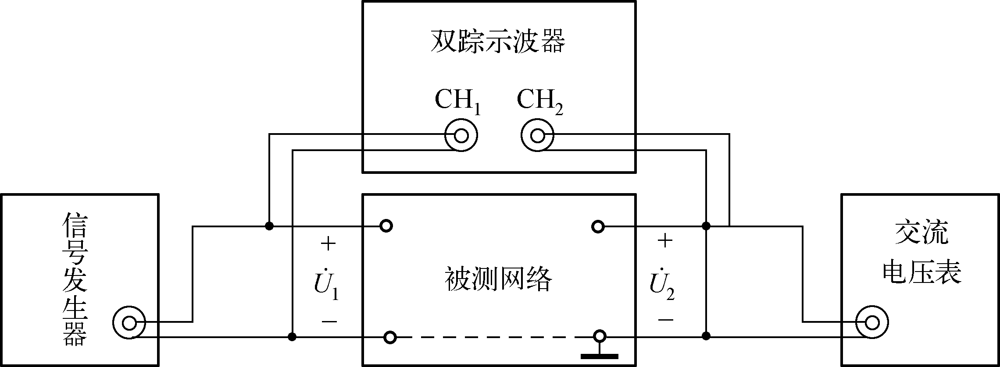 双踪示波器
CH₁ CH₂
信号发生器
+ U̇₁ −
被测网络
+ U̇₂ −
交流
电压表